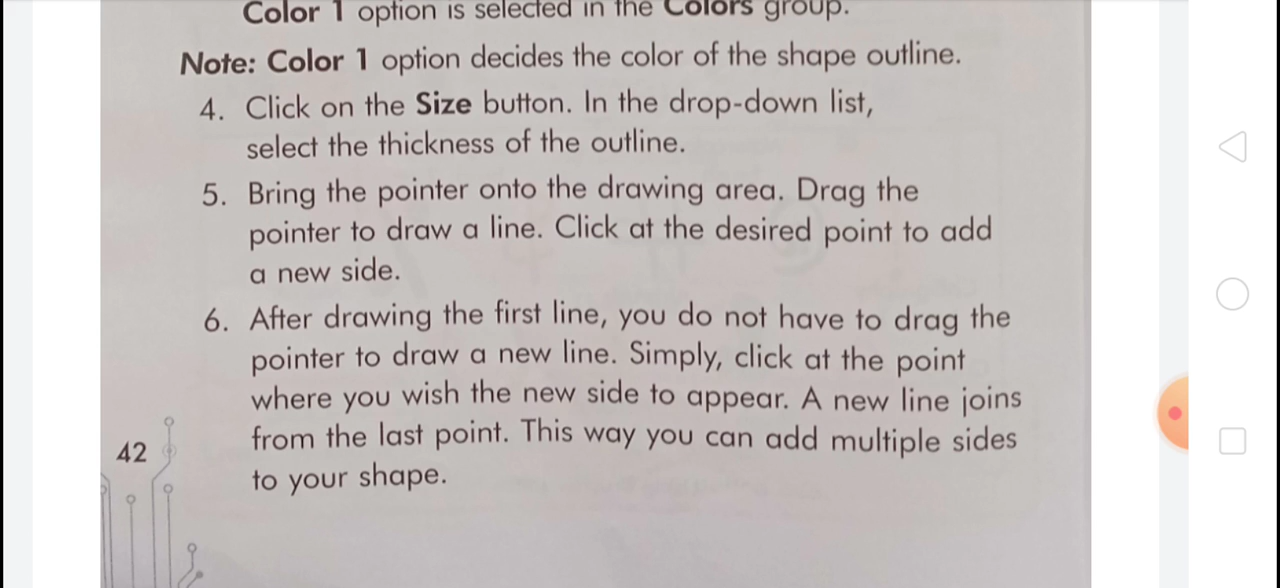 Color 1 option is selected in the Colors group.
Note: Color 1 option decides the color of the shape outline.
4. Click on the Size button. In the drop-down list,
select the thickness of the outline.
5. Bring the pointer onto the drawing area. Drag the
pointer to draw a line. Click at the desired point to add
a new side.
6. After drawing the first line, you do not have to drag the
pointer to draw a new line. Simply, click at the point
where you wish the new side to appear. A new line joins
from the last point. This way you can add multiple sides
to your shape.
42